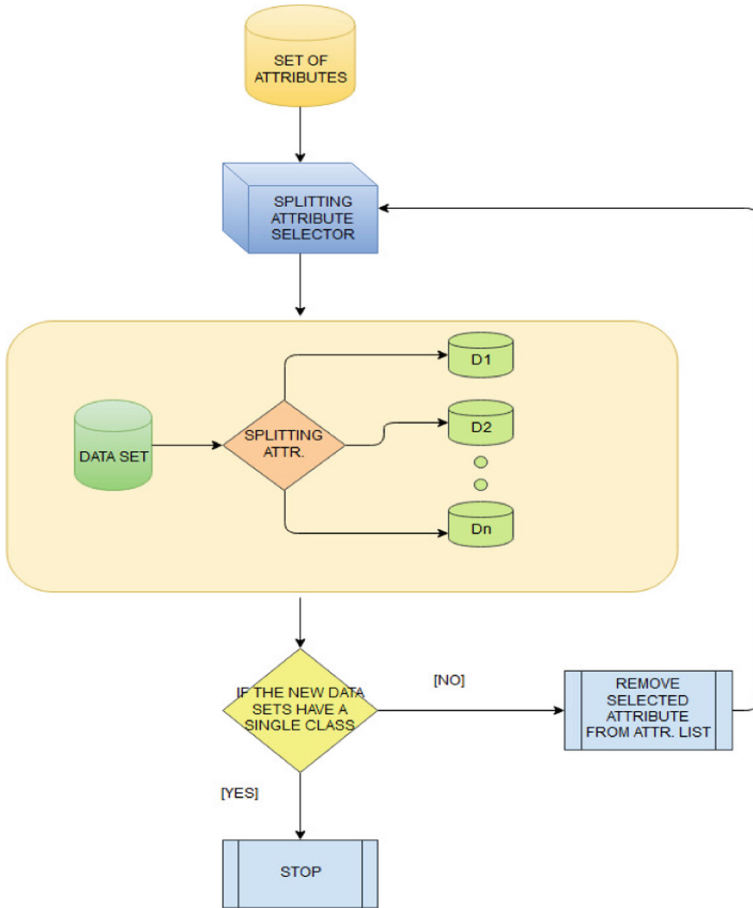 SET OF
ATTRIBUTES
SPLITTING
ATTRIBUTE
SELECTOR
D1
DATA SET
SPLITTING
ATTR.
D2
Dn
IF THE NEW DATA
SETS HAVE A
SINGLE CLASS
[NO]
REMOVE
SELECTED
ATTRIBUTE
FROM ATTR. LIST
[YES]
STOP